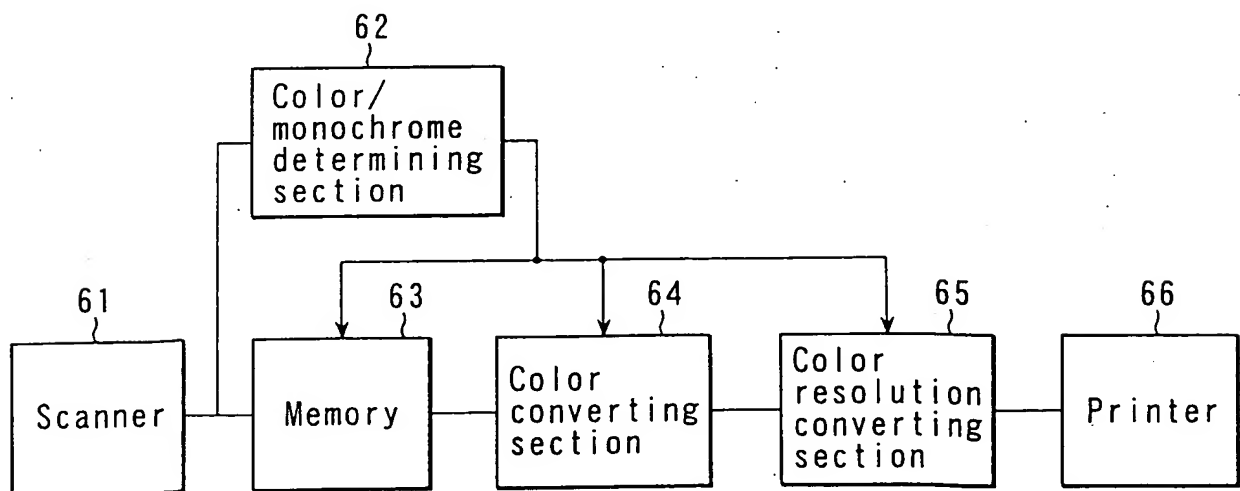 62
Color/
monochrome
determining
section
61
Scanner
63
Memory
64
Color
converting
section
65
Color
resolution
converting
section
66
Printer